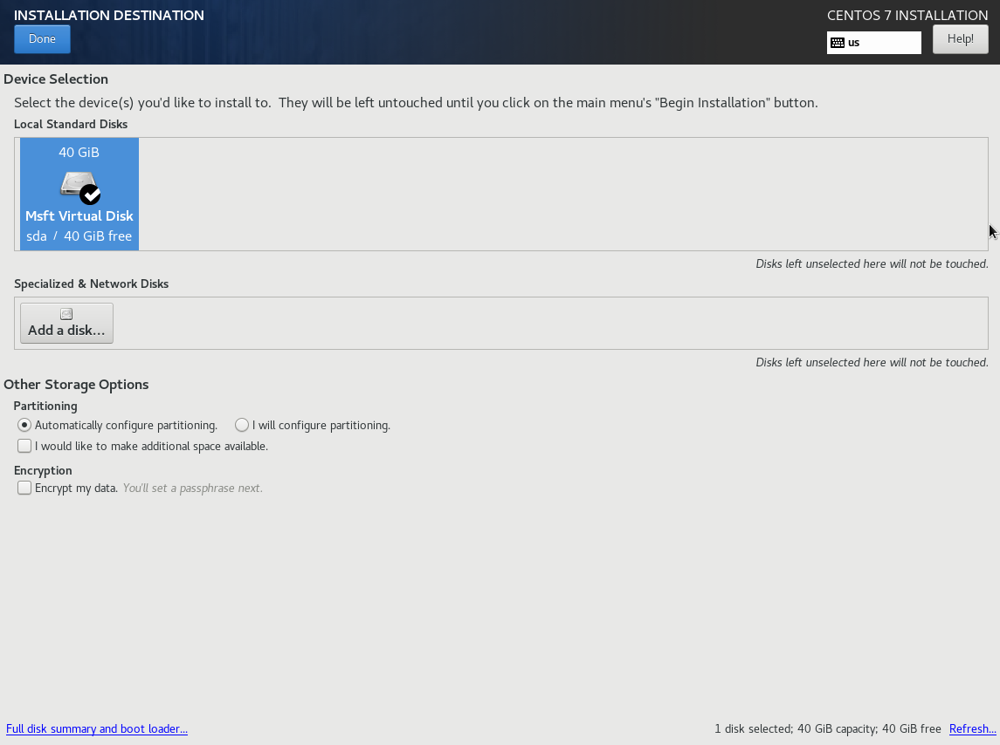 INSTALLATION DESTINATION
CENTOS 7 INSTALLATION
Done
us
Help!
Device Selection
Select the device(s) you'd like to install to.  They will be left untouched until you click on the main menu's "Begin Installation" button.
Local Standard Disks
40 GiB
Msft Virtual Disk
sda / 40 GiB free
Disks left unselected here will not be touched.
Specialized & Network Disks
Add a disk...
Disks left unselected here will not be touched.
Other Storage Options
Partitioning
Automatically configure partitioning. I will configure partitioning.
I would like to make additional space available.
Encryption
Encrypt my data. You'll set a passphrase next.
Full disk summary and boot loader...
1 disk selected; 40 GiB capacity; 40 GiB free Refresh...